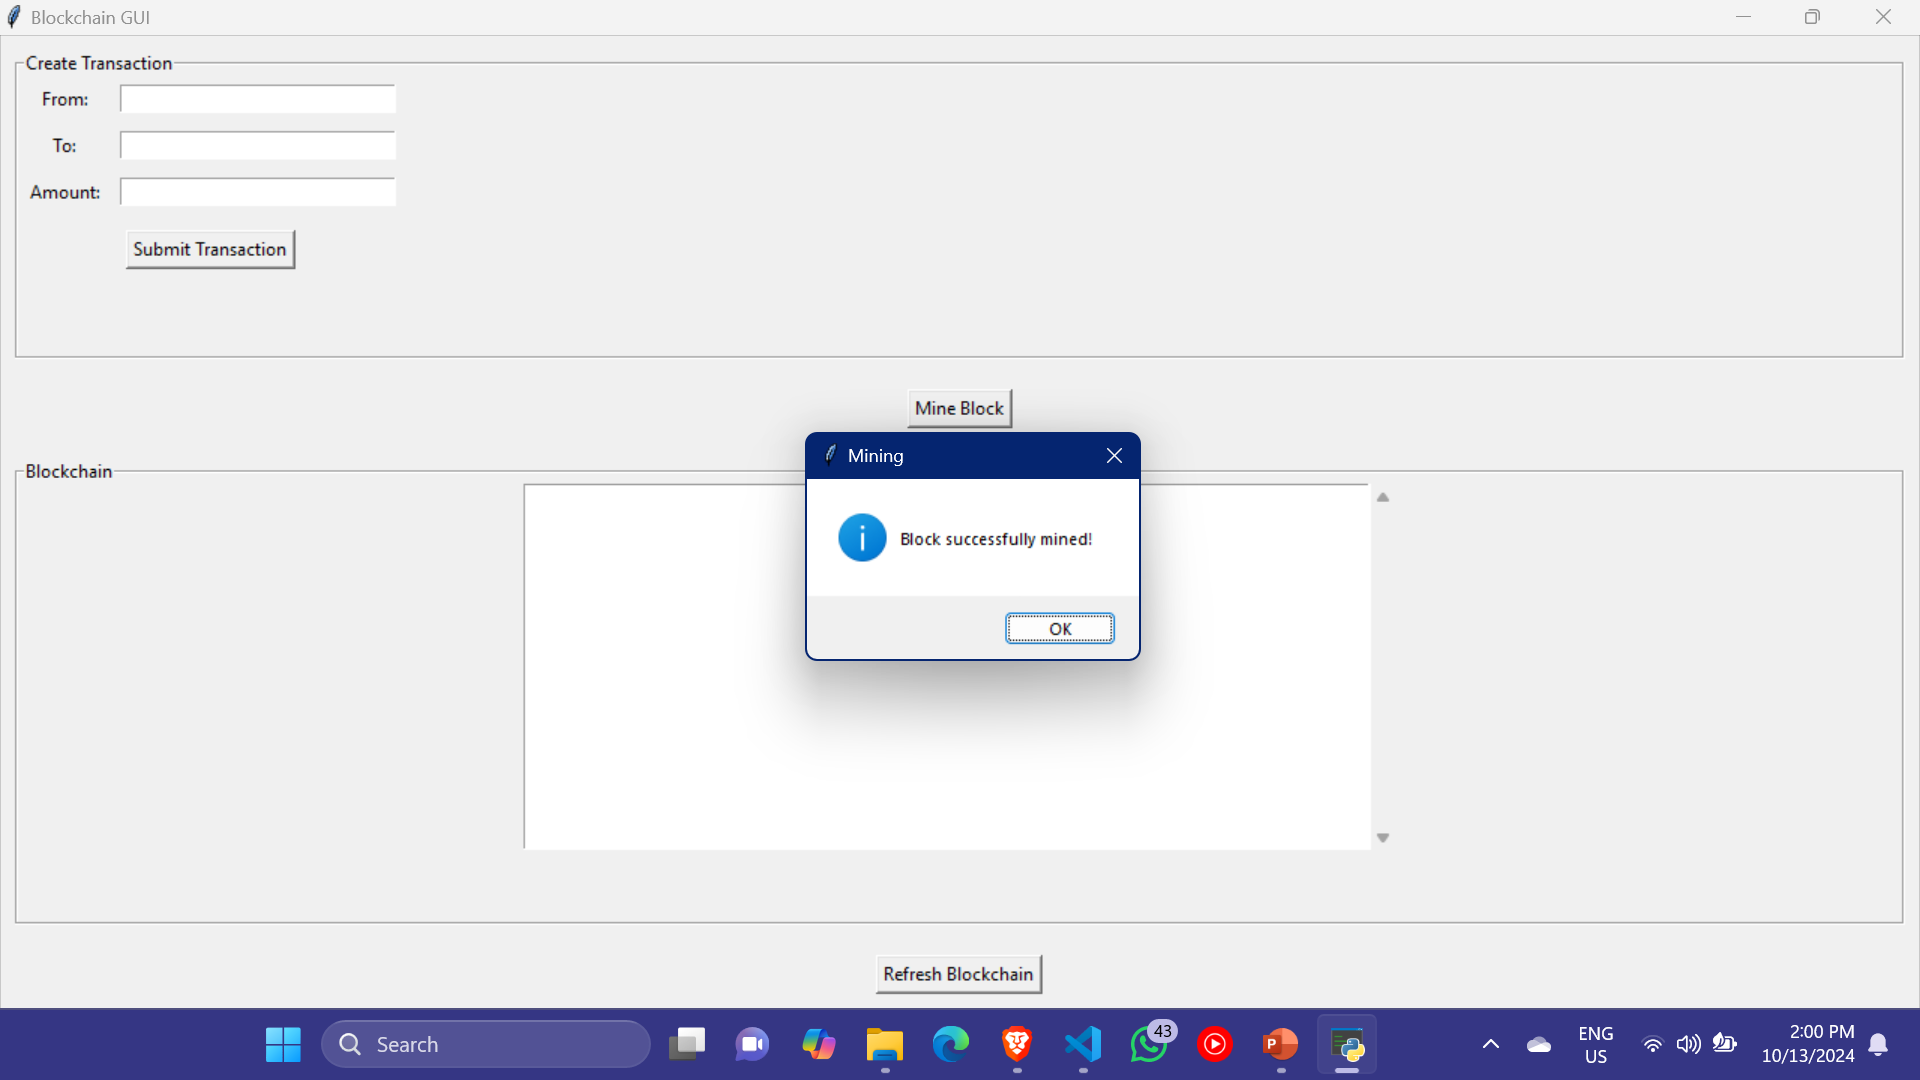 Blockchain GUI
Create Transaction
From:
To:
Amount:
Submit Transaction
Mine Block
Mining
Block successfully mined!
OK
Blockchain
Refresh Blockchain
Search
43
P
ENG
US
2:00 PM
10/13/2024